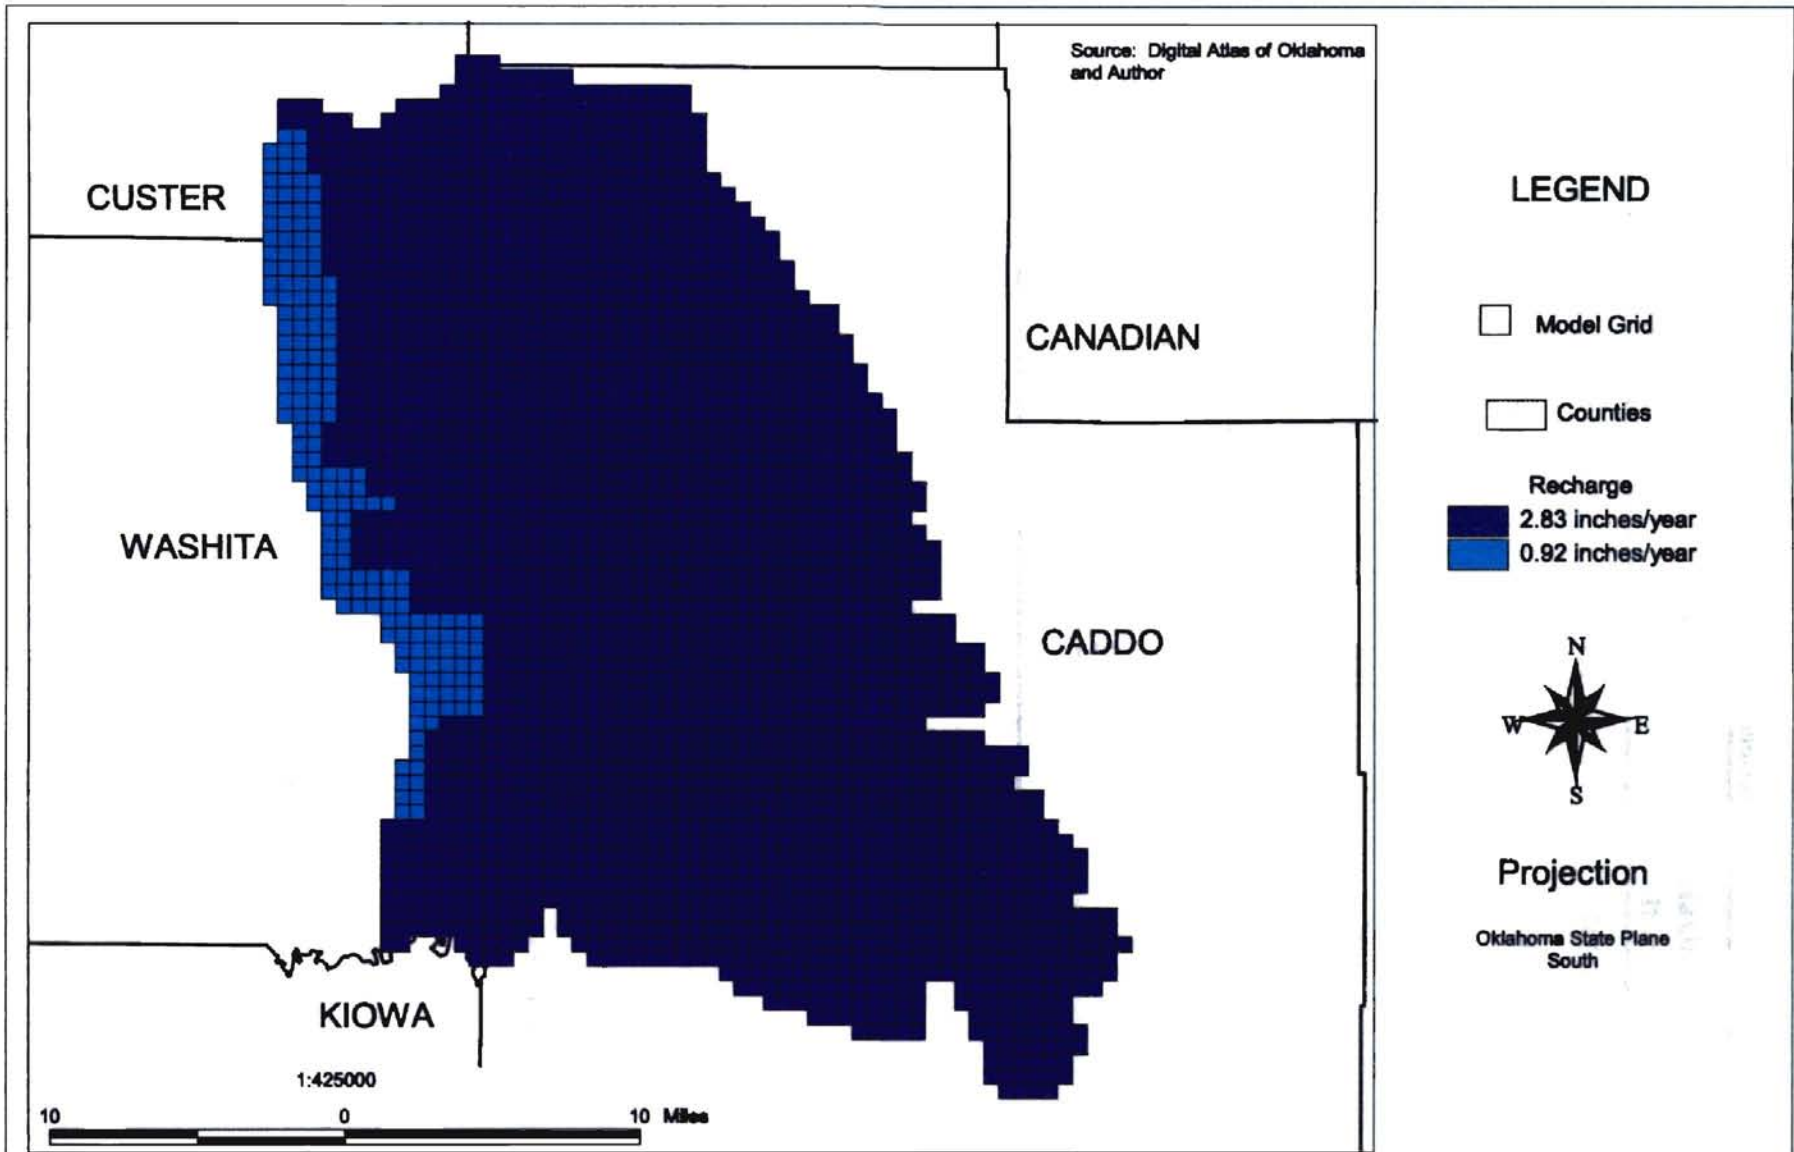 Source: Digital Atlas of Oklahoma
and Author
CUSTER
CANADIAN
WASHITA
CADDO
KIOWA
1:425000
10 0 10 Miles
LEGEND
Model Grid
Counties
Recharge
2.83 inches/year
0.92 inches/year
N
W E
S
Projection
Oklahoma State Plane
South